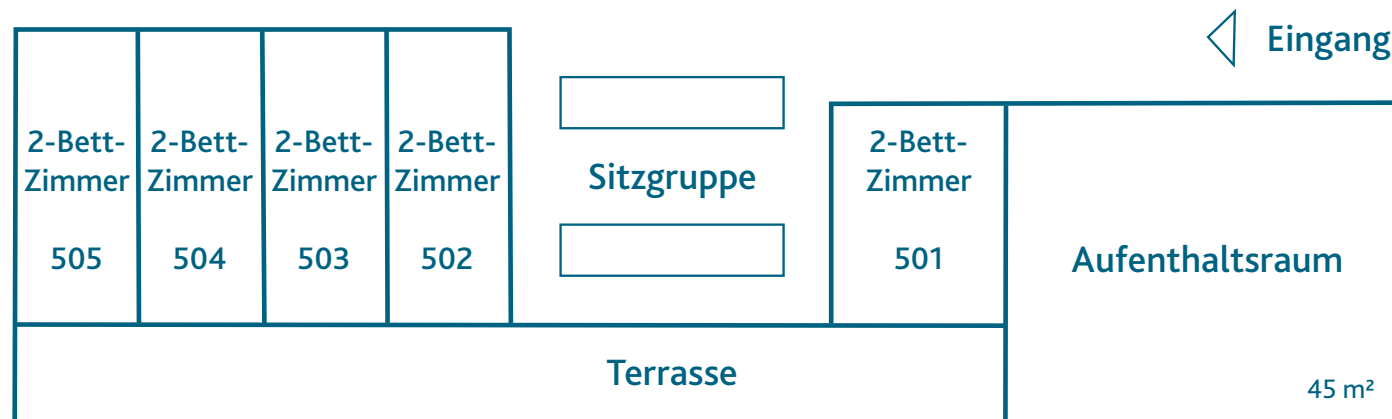 Eingang
2-Bett-
Zimmer
505
2-Bett-
Zimmer
504
2-Bett-
Zimmer
503
2-Bett-
Zimmer
502
Sitzgruppe
2-Bett-
Zimmer
501
Aufenthaltsraum
Terrasse
45 m²